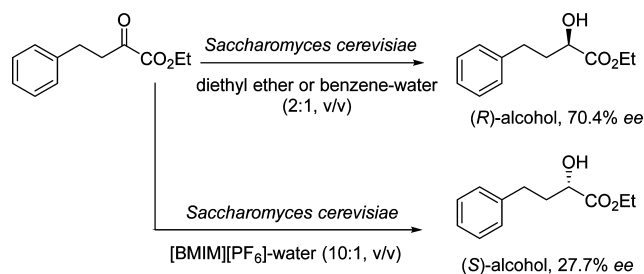 O
CO₂Et
Saccharomyces cerevisiae
diethyl ether or benzene-water
(2:1, v/v)
OH
CO₂Et
(R)-alcohol, 70.4% ee
Saccharomyces cerevisiae
[BMIM][PF₆]-water (10:1, v/v)
OH
CO₂Et
(S)-alcohol, 27.7% ee